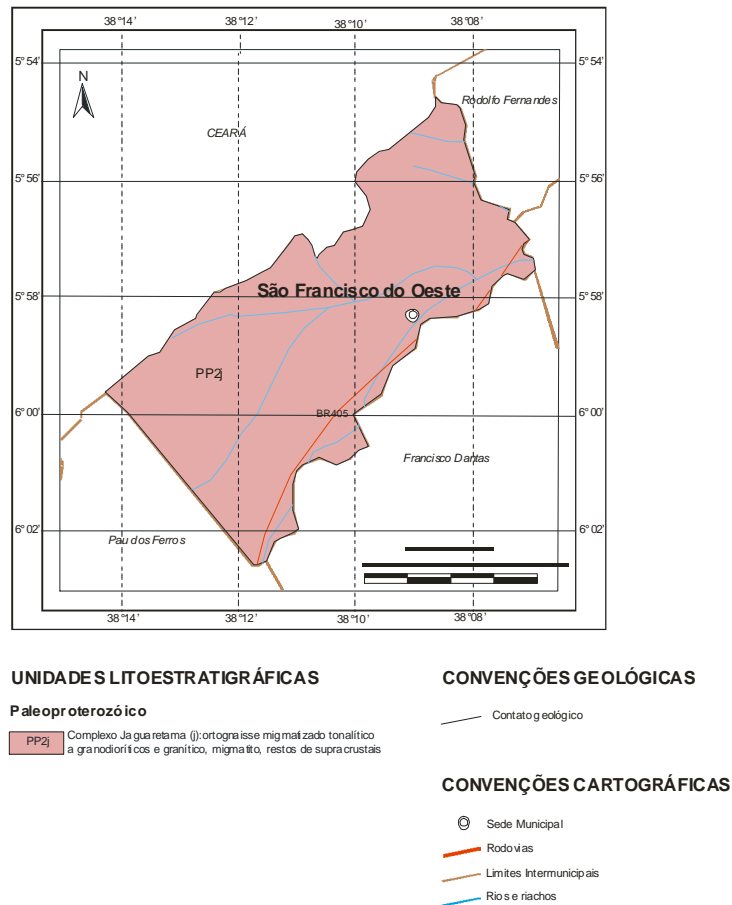 38°14' 38°12' 38°10' 38°08'
5°54' 5°54'
N
Rodolfo Fernandes
CEARÁ
5°56' 5°56'
São Francisco do Oeste
5°58' 5°58'
PP2j
BR405
6°00' 6°00'
Francisco Dantas
6°02' 6°02'
Pau dos Ferros
38°14' 38°12' 38°10' 38°08'
UNIDADES LITOESTRATIGRÁFICAS
Paleoproterozóico
PP2j
Complexo Jaguaretama (j): ortognaisse migmatizado tonalítico
a granodioríticos e granítico, migmatito, restos de supracrustais
CONVENÇÕES GEOLÓGICAS
Contato geológico
CONVENÇÕES CARTOGRÁFICAS
Sede Municipal
Rodovias
Limites Intermunicipais
Rios e riachos